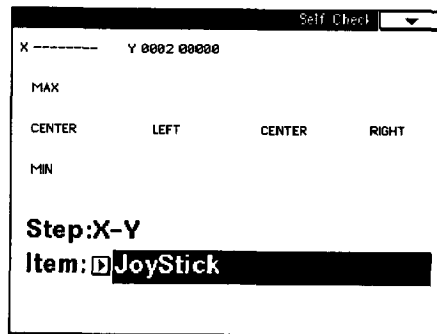 Self Check
X -------- Y 0002 00000
MAX
CENTER LEFT CENTER RIGHT
MIN
Step:X-Y
Item: JoyStick